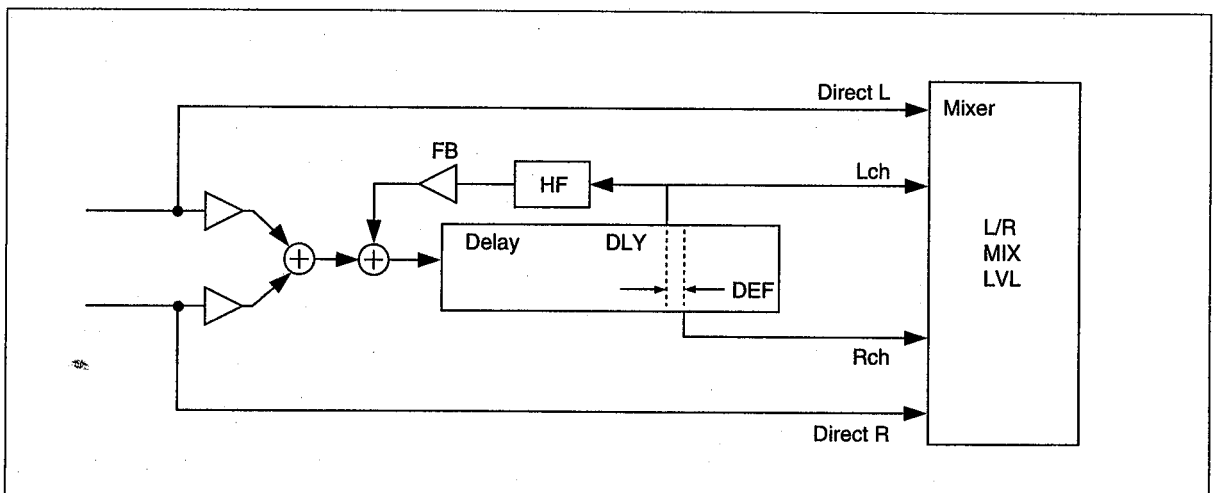 Direct L
Mixer
FB
HF
Lch
Delay
DLY
L/R
MIX
LVL
DEF
Rch
Direct R